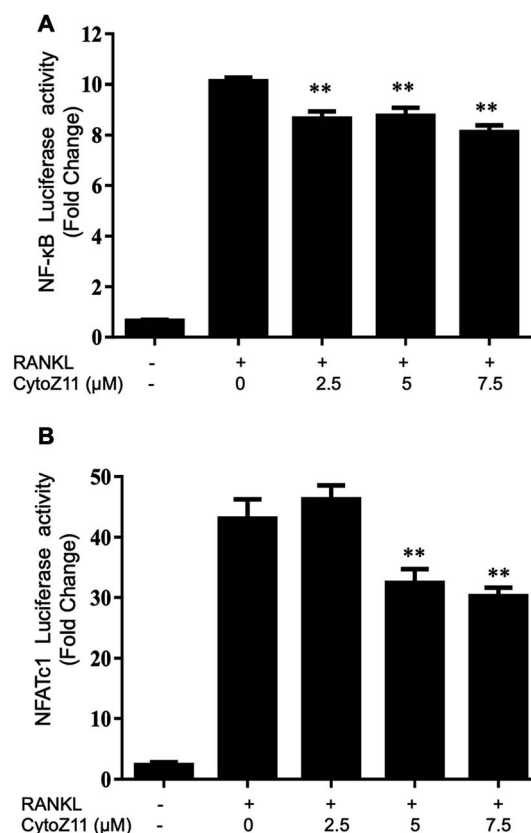 A
NF-κB Luciferase activity
(Fold Change)
12
10
8
6
4
2
0
** ** **
RANKL - + + + +
CytoZ11 (μM) - 0 2.5 5 7.5
B
NFATc1 Luciferase activity
(Fold Change)
50
40
30
20
10
0
** **
RANKL - + + + +
CytoZ11 (μM) - 0 2.5 5 7.5